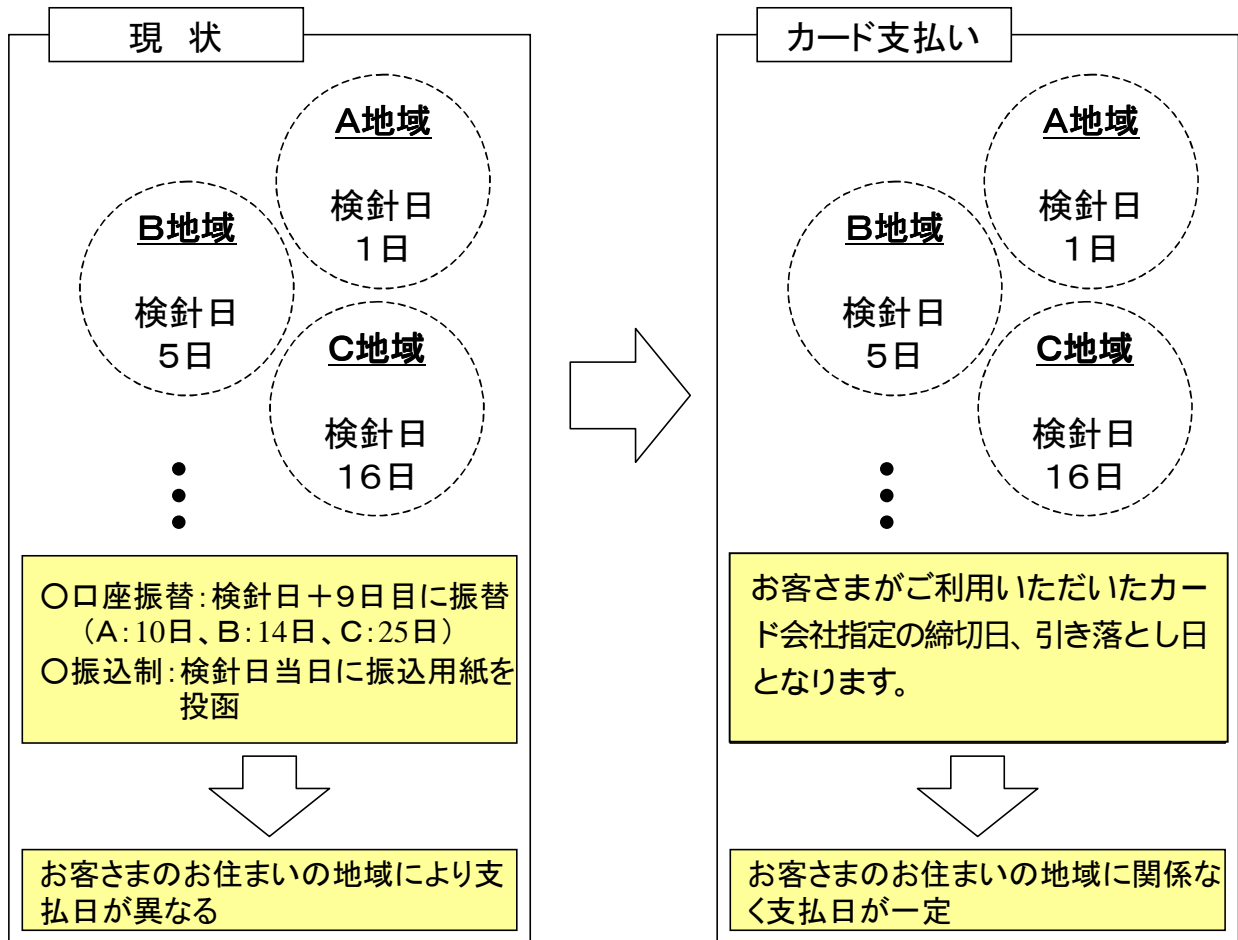 現 状
A地域
検針日
1日
B地域
検針日
5日
C地域
検針日
16日
○口座振替:検針日+9日目に振替
(A:10日、B:14日、C:25日)
○振込制:検針日当日に振込用紙を
投函
お客さまのお住まいの地域により支
払日が異なる
カード支払い
A地域
検針日
1日
B地域
検針日
5日
C地域
検針日
16日
お客さまがご利用いただいたカー
ド会社指定の締切日、引き落とし日
となります。
お客さまのお住まいの地域に関係な
く支払日が一定